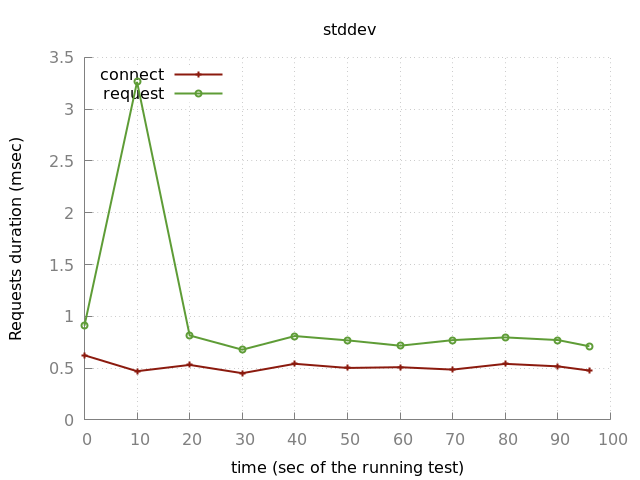 stddev
3.5
3
2.5
2
1.5
1
0.5
0
Requests duration (msec)
connect
request
0 10 20 30 40 50 60 70 80 90 100
time (sec of the running test)